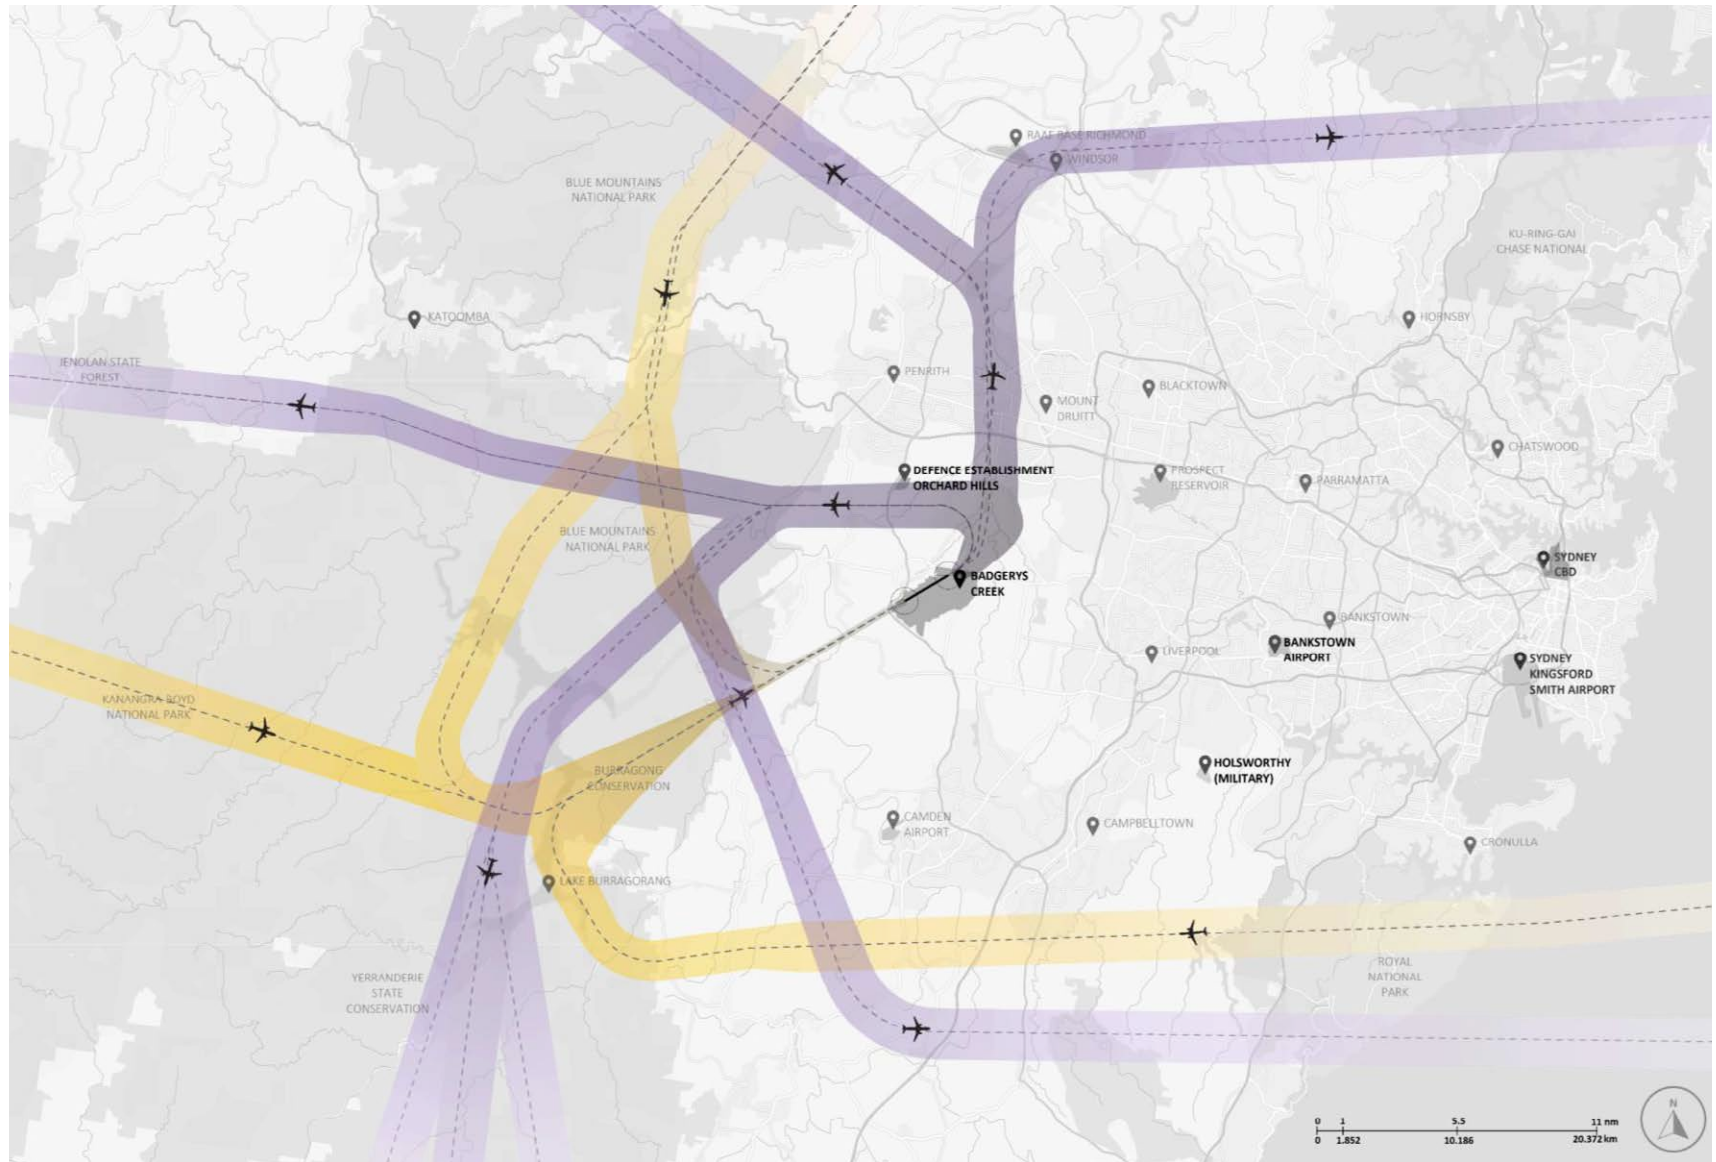 RAAF BASE RICHMOND
WINDSOR
BLUE MOUNTAINS
NATIONAL PARK
KU-RING-GAI
CHASE NATIONAL
KATOOMBA
HORNSBY
JENOLAN STATE
FOREST
PENRITH
BLACKTOWN
MOUNT
DRUITT
CHATSWOOD
DEFENCE ESTABLISHMENT
ORCHARD HILLS
PROSPECT
RESERVOIR
PARRAMATTA
BLUE MOUNTAINS
NATIONAL PARK
SYDNEY
CBD
BADGERYS
CREEK
BANKSTOWN
BANKSTOWN
AIRPORT
LIVERPOOL
SYDNEY
KINGSFORD
SMITH AIRPORT
KANANGRA-BOYD
NATIONAL PARK
BURRAGONG
CONSERVATION
HOLSWORTHY
(MILITARY)
CAMDEN
AIRPORT
CAMPBELLTOWN
CRONULLA
LAKE BURRAGORANG
YERRANDERIE
STATE
CONSERVATION
ROYAL
NATIONAL
PARK
N
0 1 5.5 11 nm
0 1.852 10.186 20.372 km